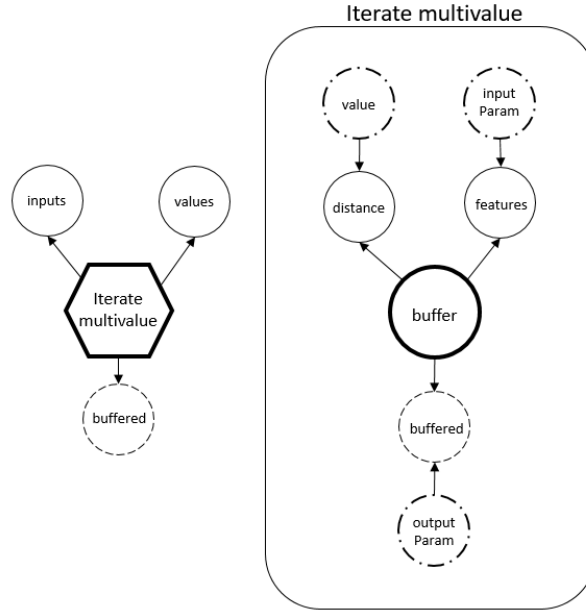 Iterate multivalue
inputs
values
Iterate
multivalue
buffered
value
input
Param
distance
features
buffer
buffered
output
Param